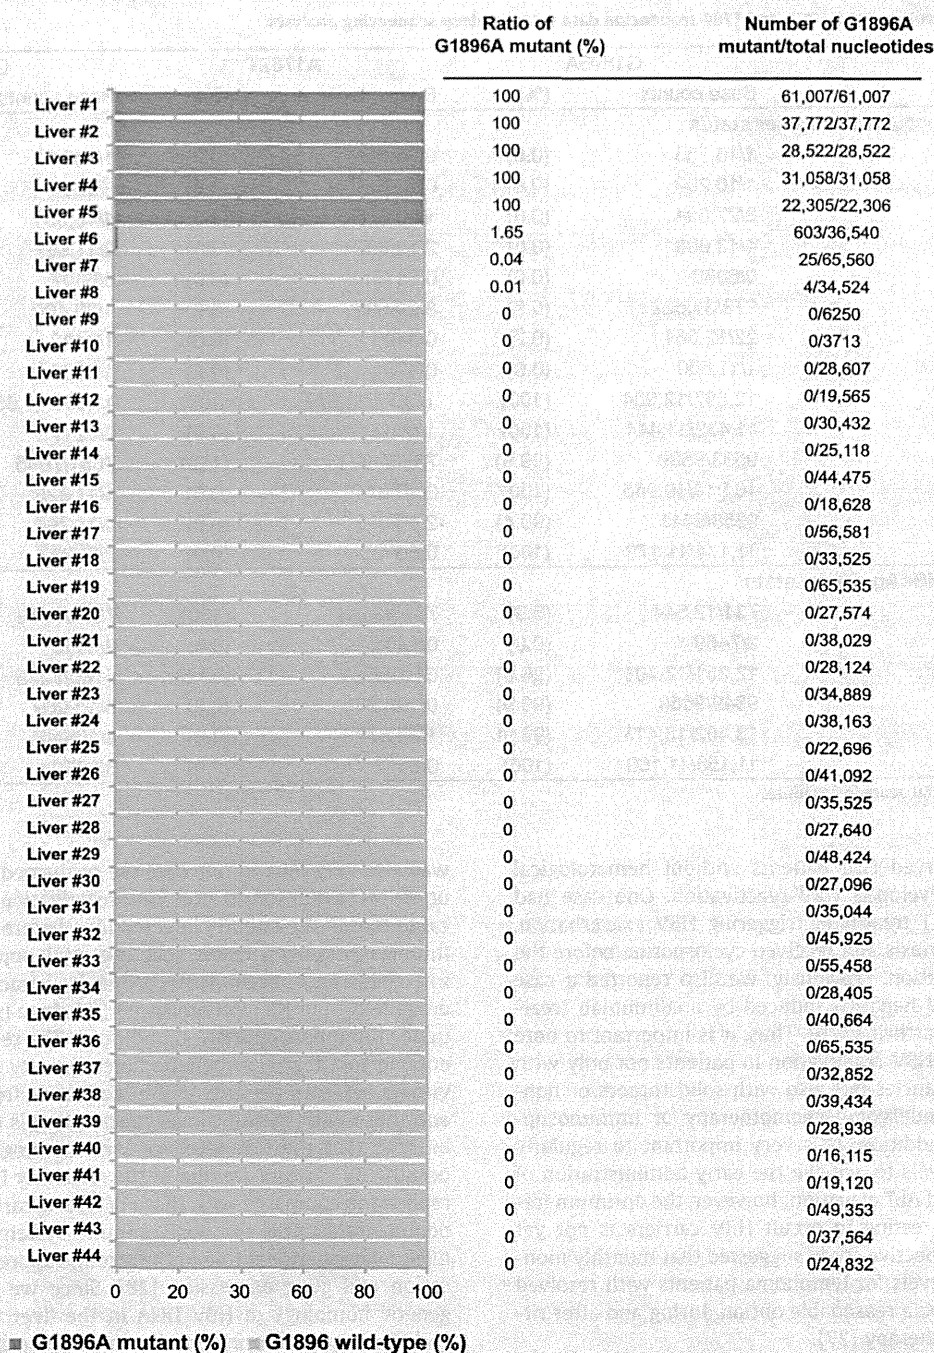 Ratio of G1896A mutant (%) Number of G1896A mutant/total nucleotides
Liver #1 100 61,007/61,007
Liver #2 100 37,772/37,772
Liver #3 100 28,522/28,522
Liver #4 100 31,058/31,058
Liver #5 100 22,305/22,306
Liver #6 1.65 603/36,540
Liver #7 0.04 25/65,560
Liver #8 0.01 4/34,524
Liver #9 0 0/6250
Liver #10 0 0/3713
Liver #11 0 0/28,607
Liver #12 0 0/19,565
Liver #13 0 0/30,432
Liver #14 0 0/25,118
Liver #15 0 0/44,475
Liver #16 0 0/18,628
Liver #17 0 0/56,581
Liver #18 0 0/33,525
Liver #19 0 0/65,535
Liver #20 0 0/27,574
Liver #21 0 0/38,029
Liver #22 0 0/28,124
Liver #23 0 0/34,889
Liver #24 0 0/38,163
Liver #25 0 0/22,696
Liver #26 0 0/41,092
Liver #27 0 0/35,525
Liver #28 0 0/27,640
Liver #29 0 0/48,424
Liver #30 0 0/27,096
Liver #31 0 0/35,044
Liver #32 0 0/45,925
Liver #33 0 0/55,458
Liver #34 0 0/28,405
Liver #35 0 0/40,664
Liver #36 0 0/65,535
Liver #37 0 0/32,852
Liver #38 0 0/39,434
Liver #39 0 0/28,938
Liver #40 0 0/16,115
Liver #41 0 0/19,120
Liver #42 0 0/49,353
Liver #43 0 0/37,564
Liver #44 0 0/24,832
0 20 40 60 80 100
G1896A mutant (%) G1896 wild-type (%)